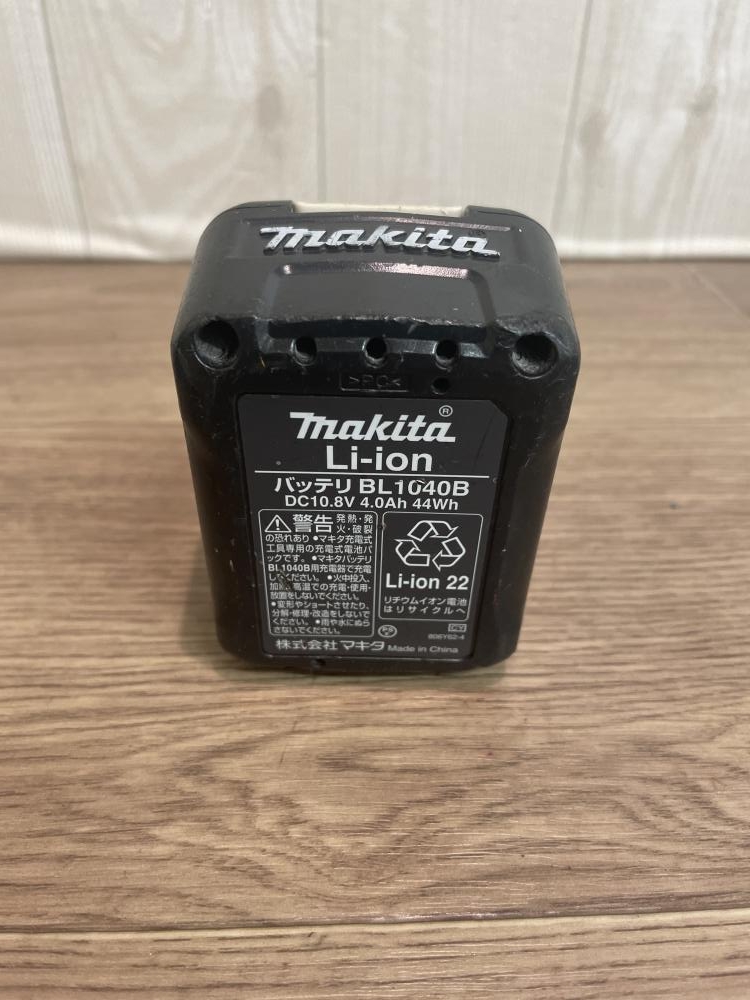 makita
>PC<
makita®
Li-ion
バッテリ BL1040B
DC10.8V 4.0Ah 44Wh
警告 発熱・発火・破裂
の恐れあり •マキタ充電式
工具専用の充電式電池パ
ックです。•マキタバッテリ
BL1040B用充電器で充電
してください。•火中投入、
加熱、高温での充電・使用・
放置をしないでください。
•変形やショートさせたり、
分解・修理・改造をしないで
ください。•雨や水にぬら
さないでください。
Li-ion 22
リチウムイオン電池
はリサイクルへ
PS
C3
806Y62-4
株式会社 マキタ Made in China